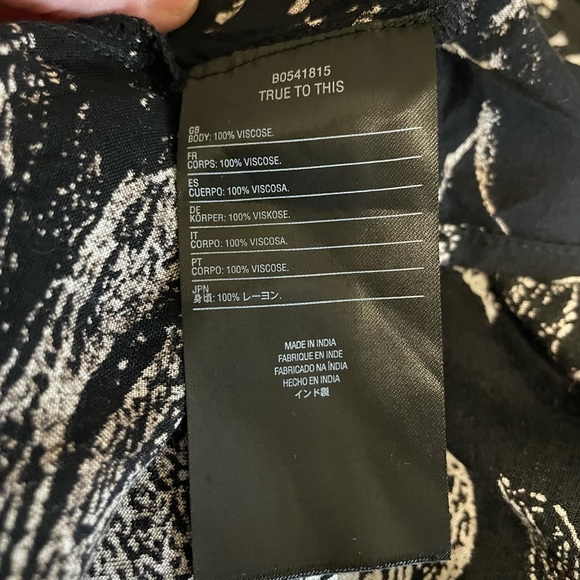 B0541815
TRUE TO THIS
GB
BODY: 100% VISCOSE.
FR
CORPS: 100% VISCOSE.
ES
CUERPO: 100% VISCOSA.
DE
KÖRPER: 100% VISKOSE.
IT
CORPO: 100% VISCOSA.
PT
CORPO: 100% VISCOSE.
JPN
身頃: 100% レーヨン.
MADE IN INDIA
FABRIQUE EN INDE
FABRICADO NA ÍNDIA
HECHO EN INDIA
インド製